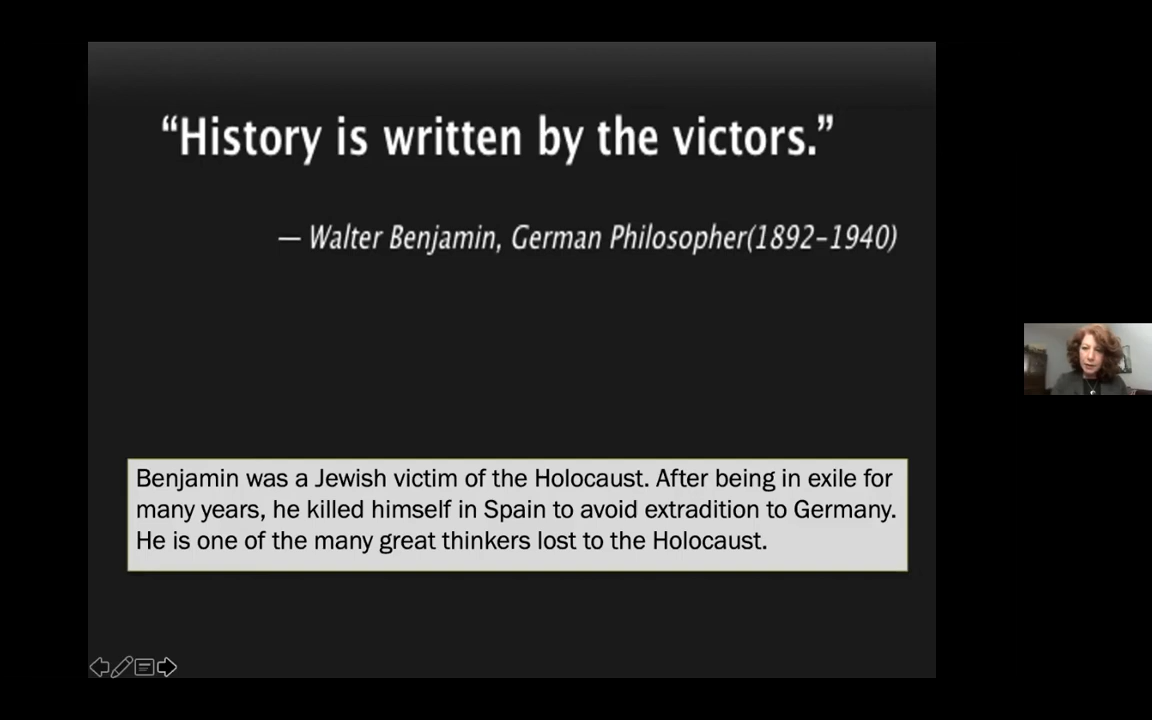 “History is written by the victors.”
— Walter Benjamin, German Philosopher(1892–1940)
Benjamin was a Jewish victim of the Holocaust. After being in exile for
many years, he killed himself in Spain to avoid extradition to Germany.
He is one of the many great thinkers lost to the Holocaust.